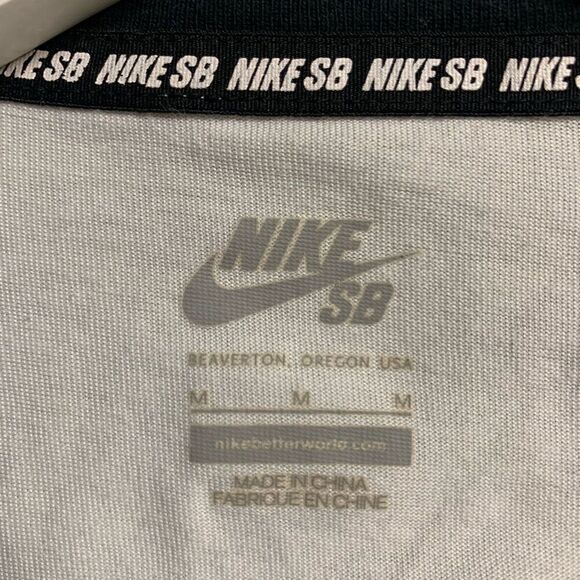 NIKE SB NIKE SB NIKE SB NIKE SB NIKE SB
NIKE
SB
BEAVERTON, OREGON USA
M M M
nikebetterworld.com
MADE IN CHINA
FABRIQUE EN CHINE